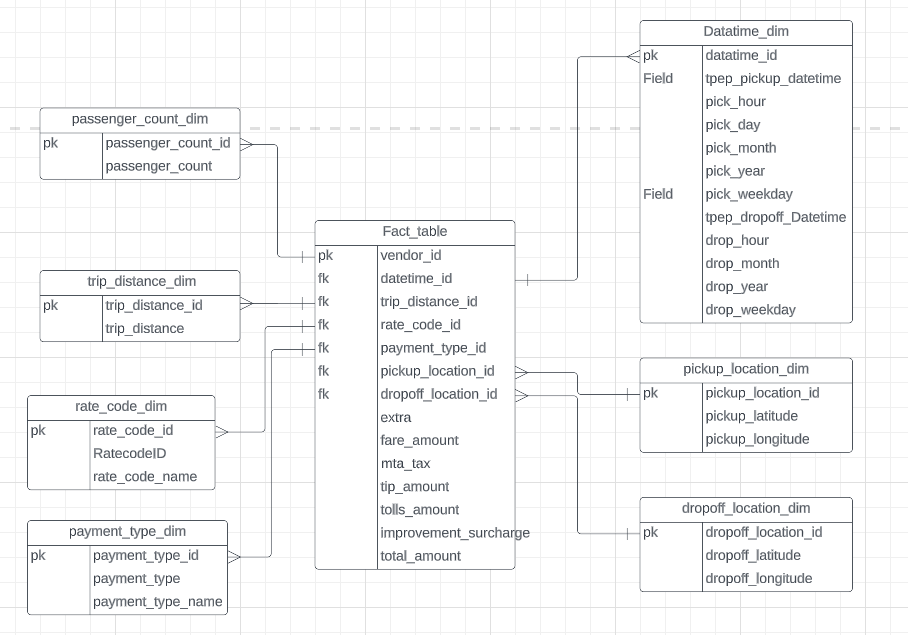 Datatime_dim
pk datatime_id
Field tpep_pickup_datetime
pick_hour
pick_day
pick_month
pick_year
Field pick_weekday
tpep_dropoff_Datetime
drop_hour
drop_month
drop_year
drop_weekday
passenger_count_dim
pk passenger_count_id
passenger_count
trip_distance_dim
pk trip_distance_id
trip_distance
rate_code_dim
pk rate_code_id
RatecodeID
rate_code_name
payment_type_dim
pk payment_type_id
payment_type
payment_type_name
Fact_table
pk vendor_id
fk datetime_id
fk trip_distance_id
fk rate_code_id
fk payment_type_id
fk pickup_location_id
fk dropoff_location_id
extra
fare_amount
mta_tax
tip_amount
tolls_amount
improvement_surcharge
total_amount
pickup_location_dim
pk pickup_location_id
pickup_latitude
pickup_longitude
dropoff_location_dim
pk dropoff_location_id
dropoff_latitude
dropoff_longitude